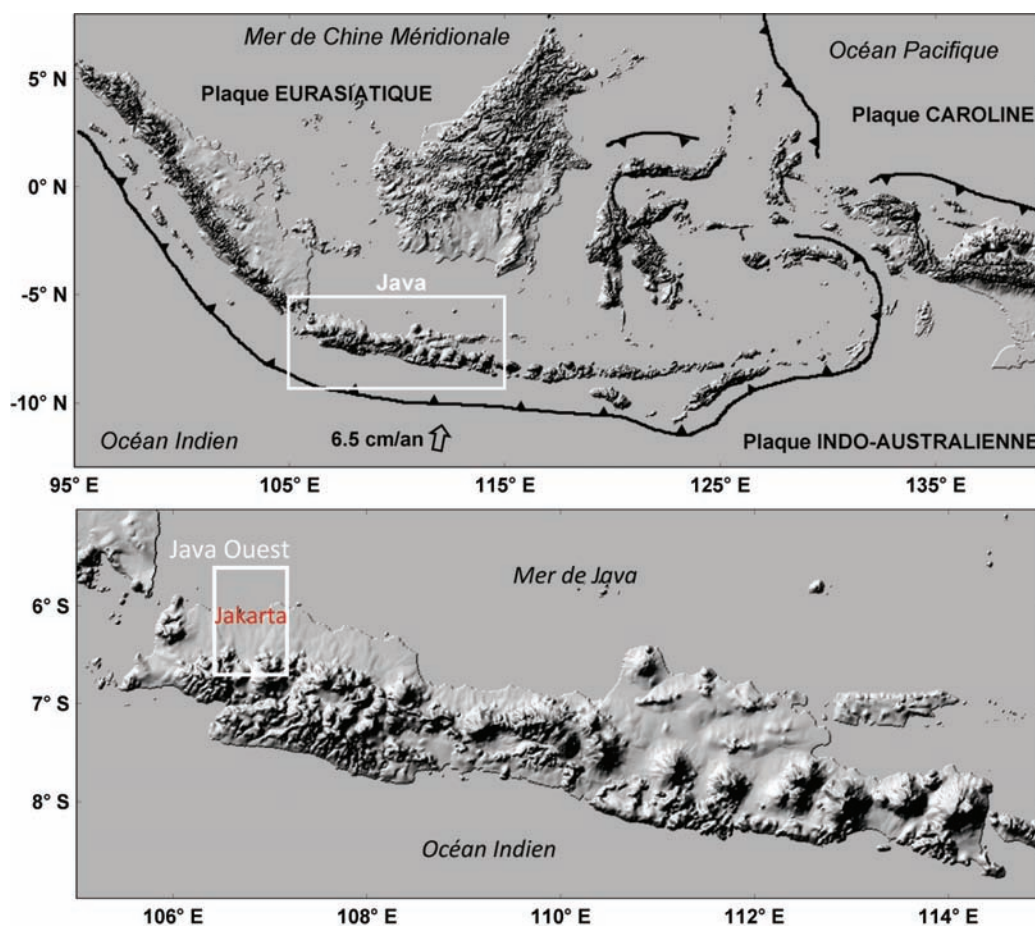 Mer de Chine Méridionale
Océan Pacifique
5° N
Plaque EURASIATIQUE
Plaque CAROLINE
0° N
-5° N
Java
-10° N
Océan Indien
6.5 cm/an
Plaque INDO-AUSTRALIENNE
95° E
105° E
115° E
125° E
135° E
Java Ouest
Mer de Java
6° S
Jakarta
7° S
8° S
Océan Indien
106° E
108° E
110° E
112° E
114° E